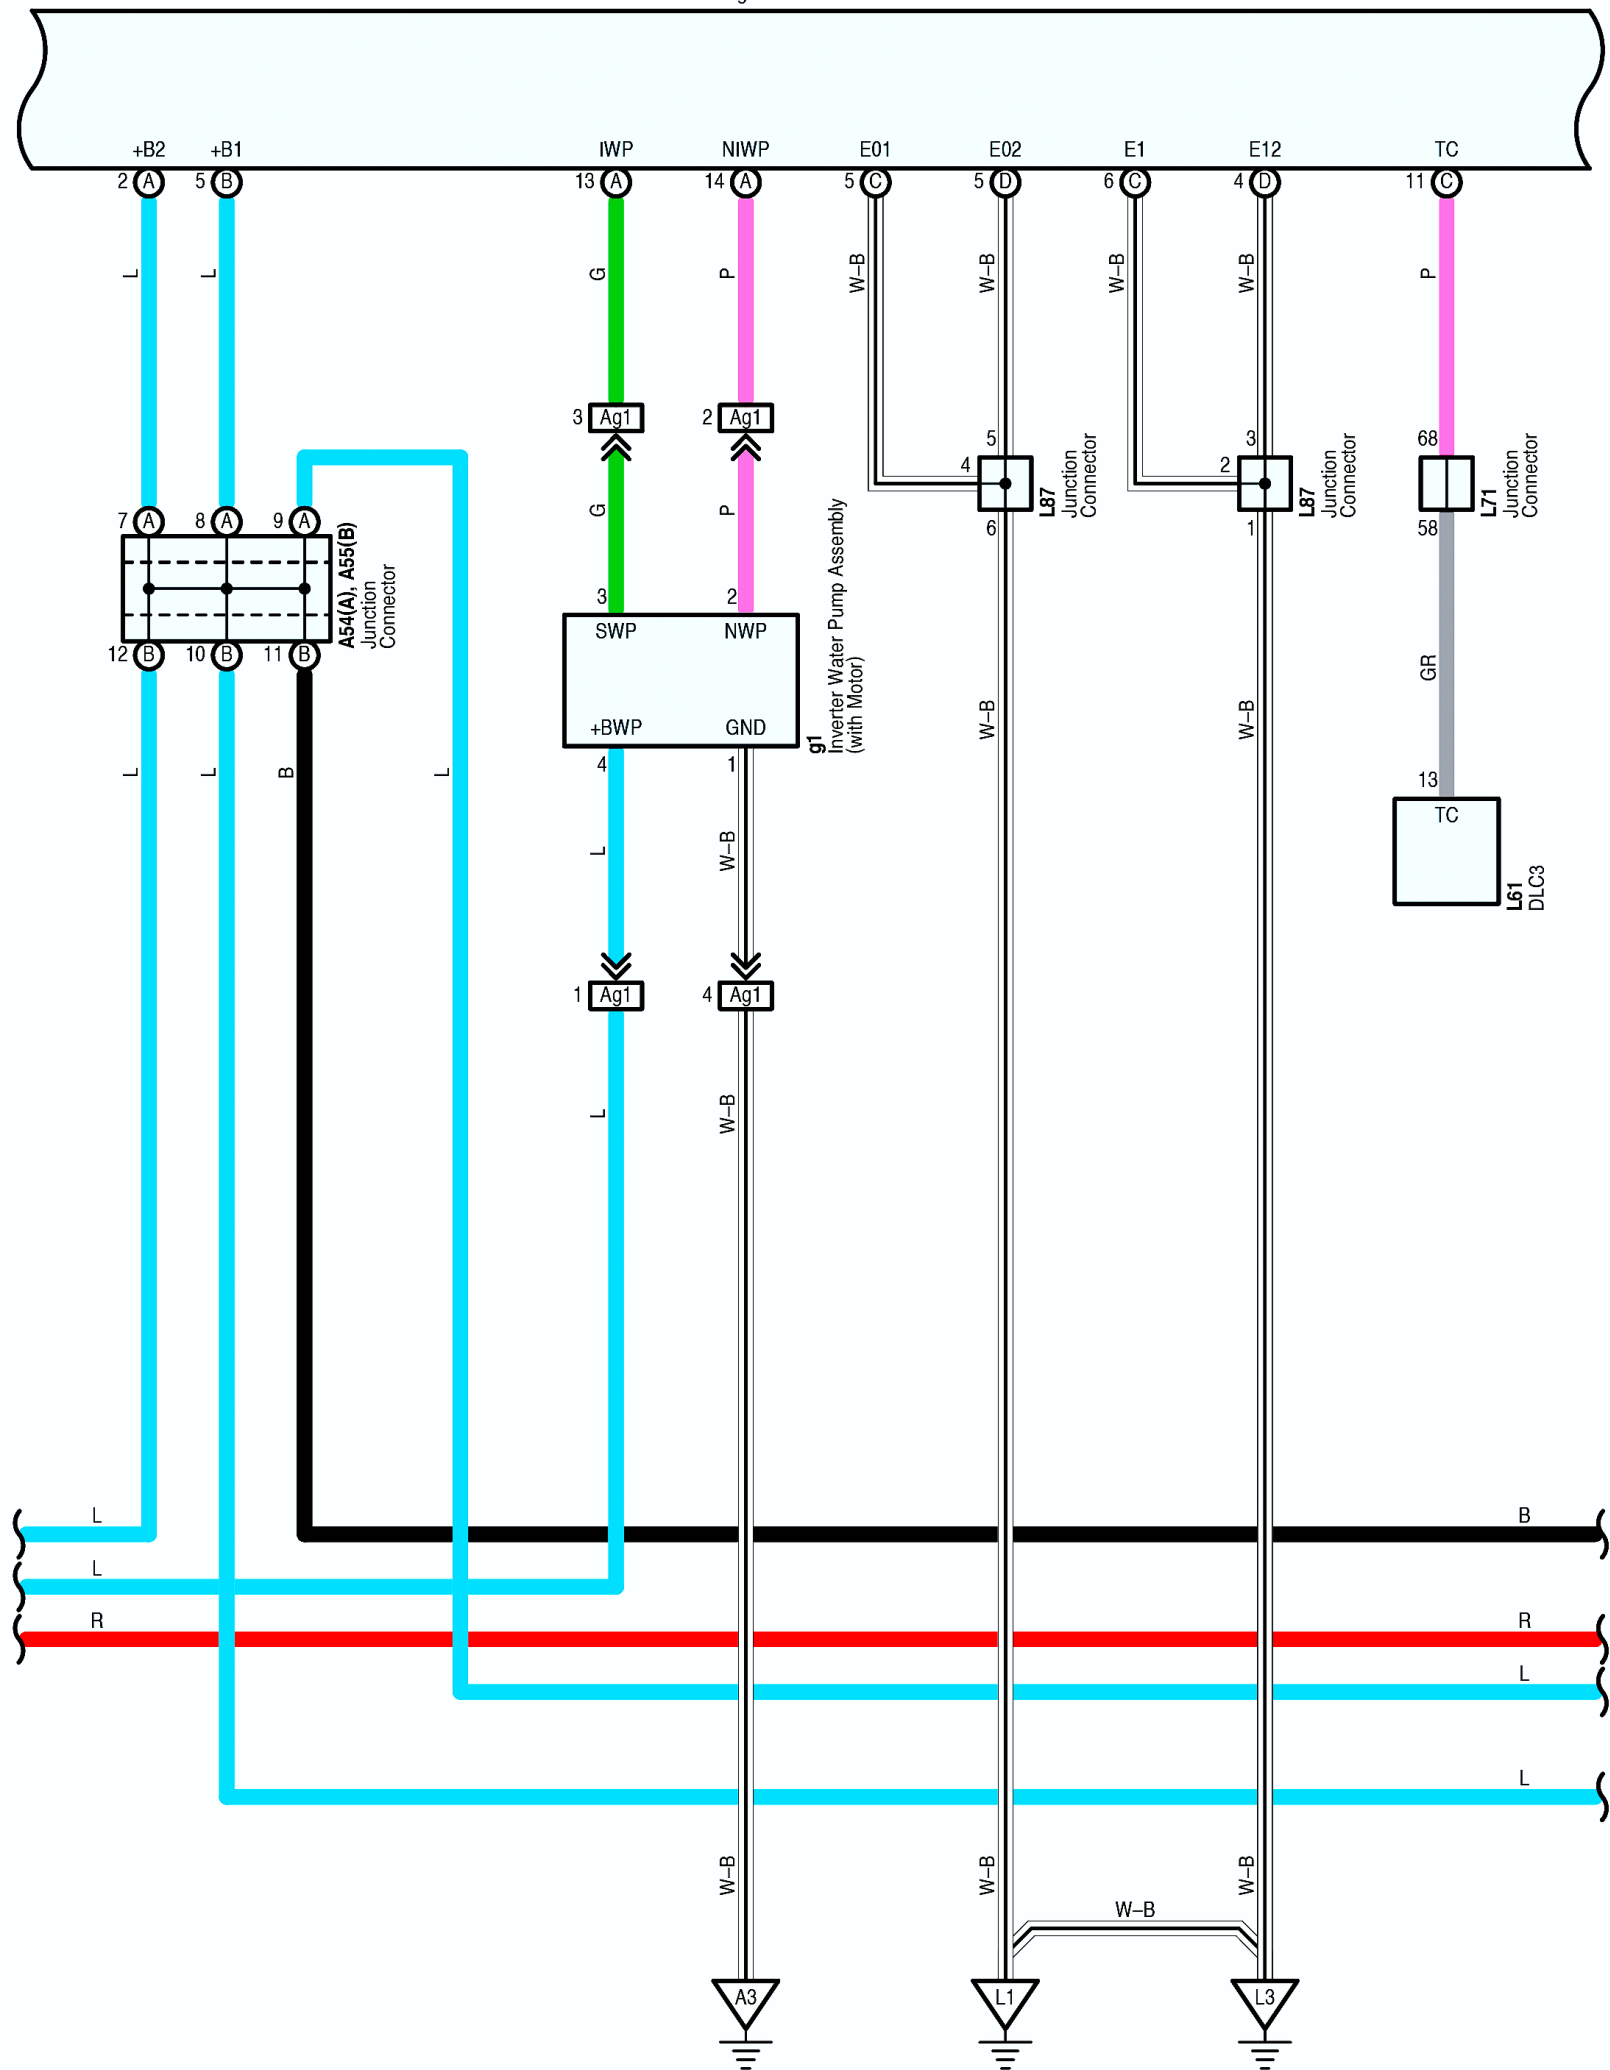 +B2 +B1 IWP NIWP E01 E02 E1 E12 TC
2 A 5 B 13 A 14 A 5 C 5 D 6 C 4 D 11 C
L L G P W–B W–B W–B W–B P
3 Ag1 2 Ag1
5 3 68
4 2
L87
Junction
Connector
L87
Junction
Connector
L71
Junction
Connector
6 1 58
7 A 8 A 9 A
G P
A54(A), A55(B)
Junction
Connector
12 B 10 B 11 B
3 2
SWP NWP
+BWP GND
g1
Inverter Water Pump Assembly
(with Motor)
4 1
GR
W–B W–B
L L B L
13
TC
L61
DLC3
L W–B
1 Ag1 4 Ag1
L W–B
L B
L
R R
L
L
W–B W–B W–B
W–B
A3 L1 L3